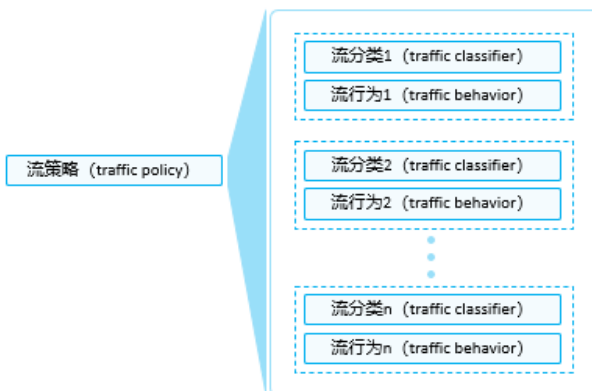 流分类1（traffic classifier）
流行为1（traffic behavior）
流策略（traffic policy）
流分类2（traffic classifier）
流行为2（traffic behavior）
流分类n（traffic classifier）
流行为n（traffic behavior）